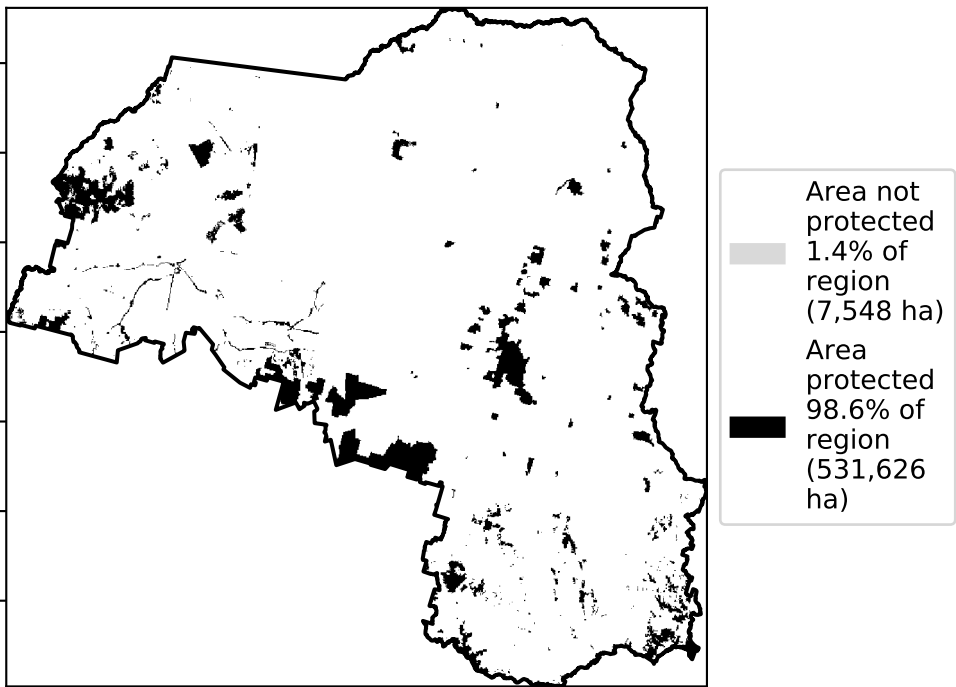 Area not
protected
1.4% of
region
(7,548 ha)
Area
protected
98.6% of
region
(531,626
ha)